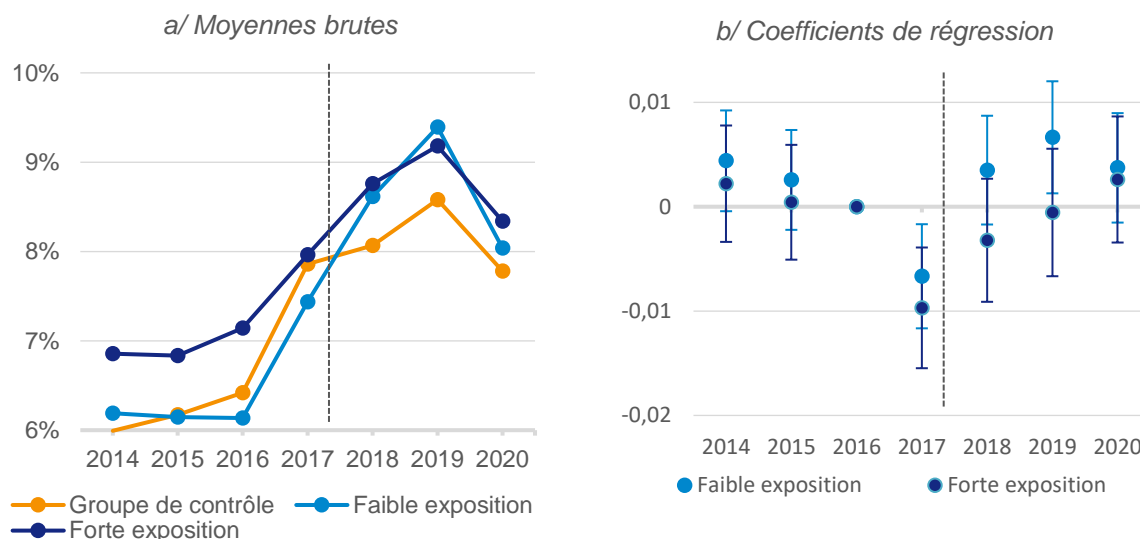 a/ Moyennes brutes
10%
9%
8%
7%
6%
2014 2015 2016 2017 2018 2019 2020
Groupe de contrôle
Faible exposition
Forte exposition
b/ Coefficients de régression
0,01
0
-0,01
-0,02
2014 2015 2016 2017 2018 2019 2020
Faible exposition
Forte exposition